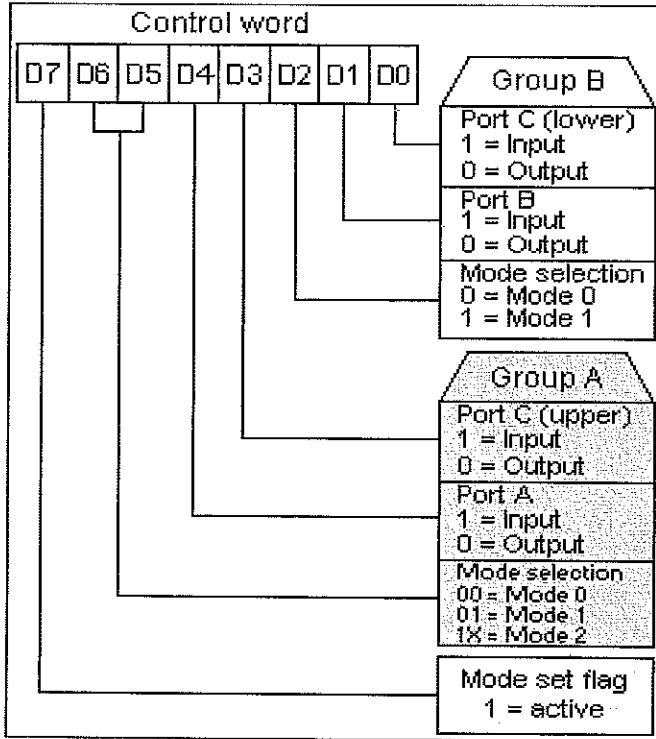 Control word
D7 D6 D5 D4 D3 D2 D1 D0
Group B
Port C (lower)
1 = Input
0 = Output
Port B
1 = Input
0 = Output
Mode selection
0 = Mode 0
1 = Mode 1
Group A
Port C (upper)
1 = Input
0 = Output
Port A
1 = Input
0 = Output
Mode selection
00 = Mode 0
01 = Mode 1
1X = Mode 2
Mode set flag
1 = active